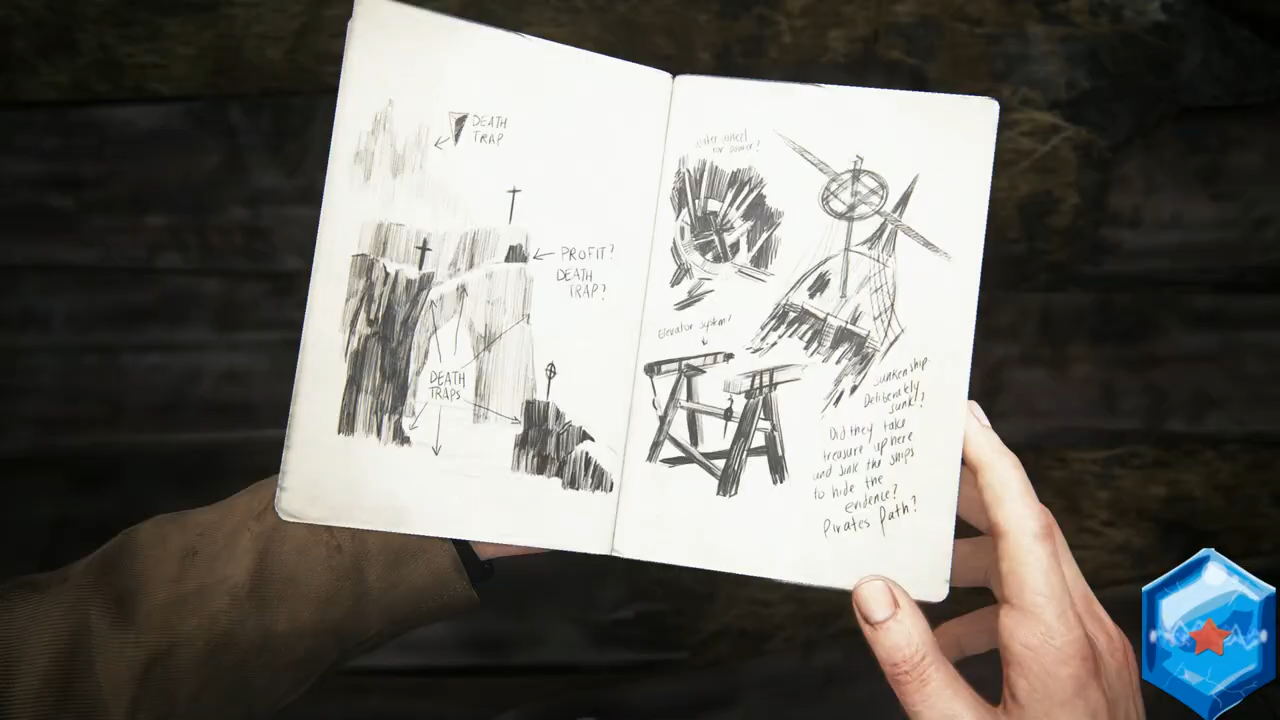 DEATH
TRAP
PROFIT?
DEATH
TRAP?
DEATH
TRAPS
Water wheel
for power?
Elevator system?
Sunken ship.
Deliberately
sunk?
Did they take
treasure up here
and sink the ships
to hide the
evidence?
Pirates Path?